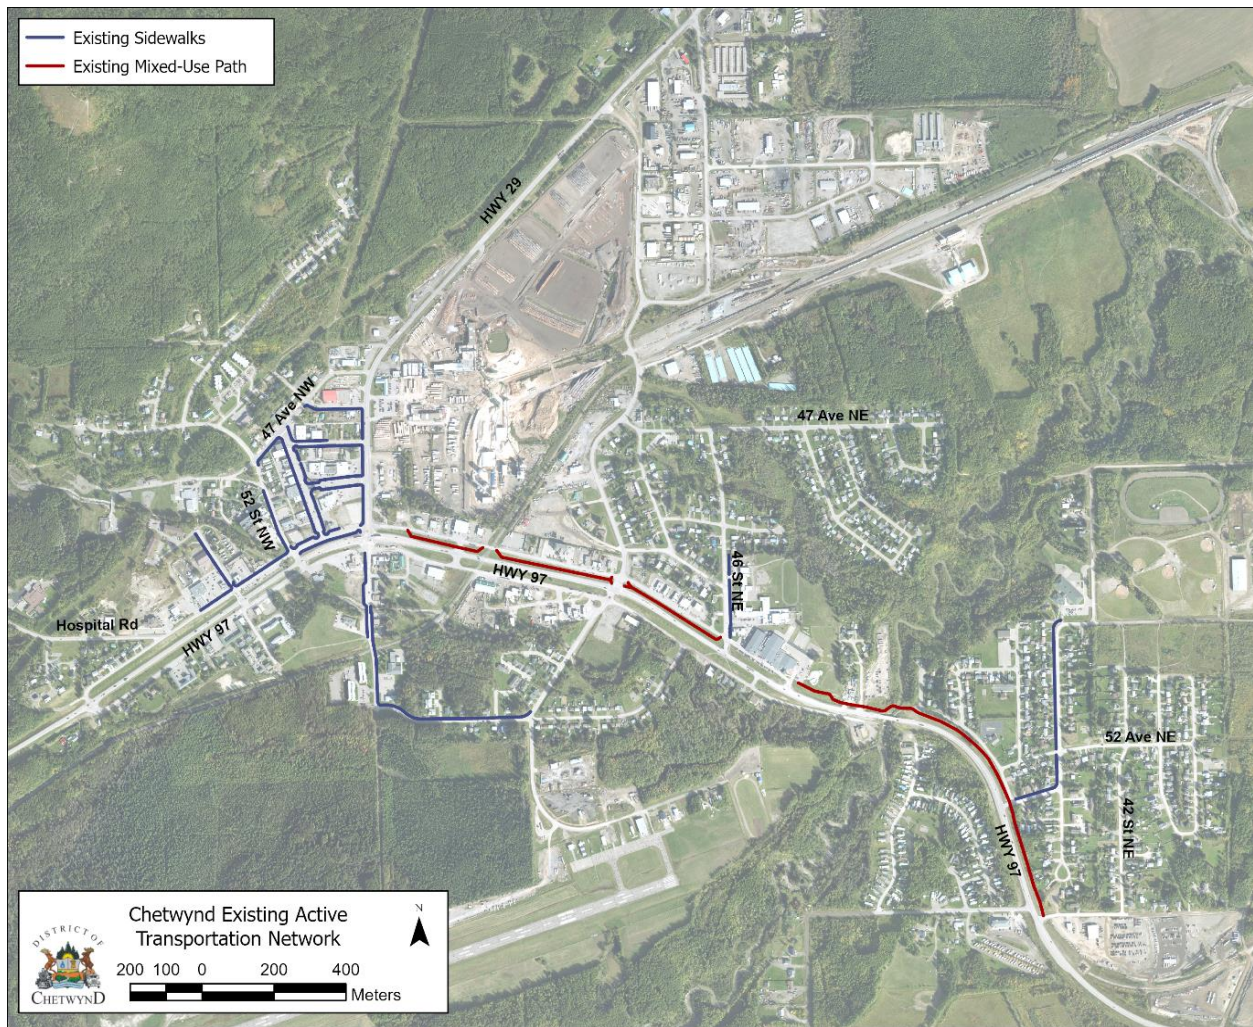 Existing Sidewalks
Existing Mixed-Use Path
HWY 29
47 Ave NW
47 Ave NE
52 St NW
HWY 97
46 St NE
Hospital Rd
HWY 97
52 Ave NE
42 St NE
HWY 97
Chetwynd Existing Active
Transportation Network
N
DISTRICT OF
CHETWYND
200 100 0 200 400
Meters